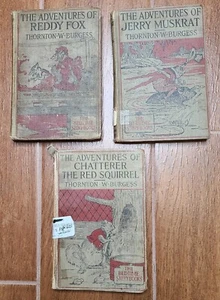 THE ADVENTURES OF
REDDY FOX
THORNTON·W·BURGESS
THE ADVENTURES OF
JERRY MUSKRAT
THORNTON·W·BURGESS
THE ADVENTURES OF
CHATTERER
THE RED SQUIRREL
THORNTON W BURGESS